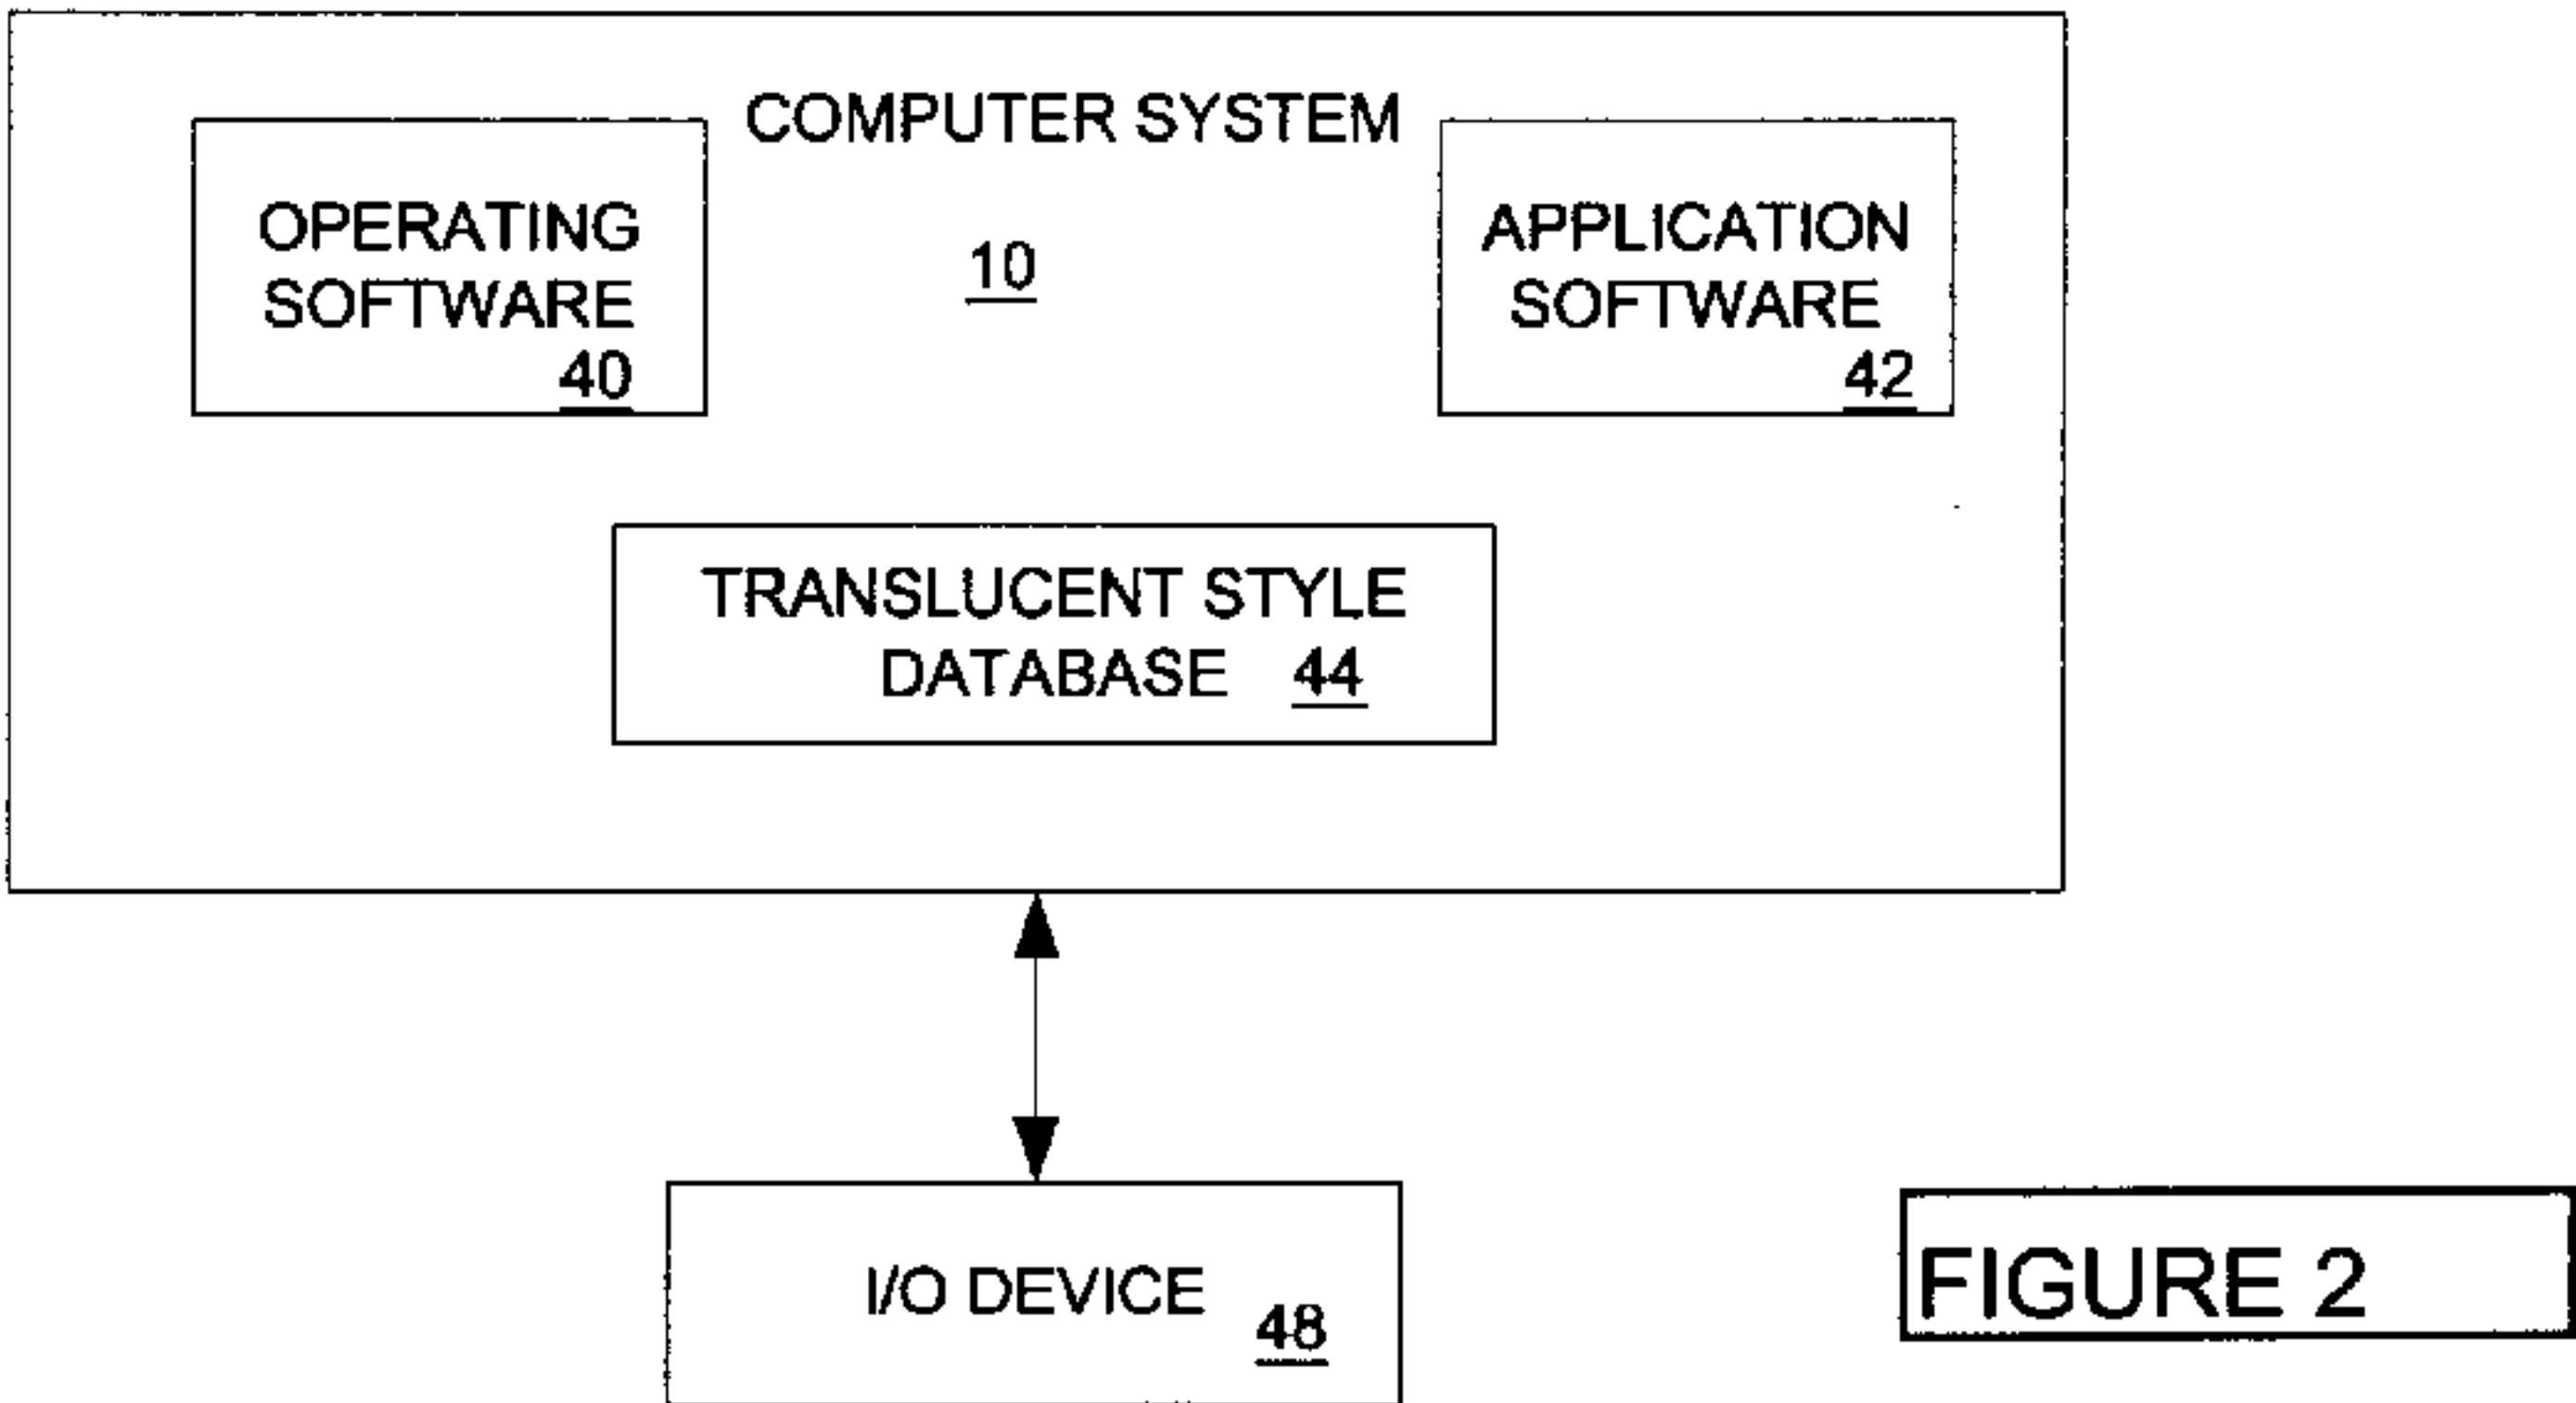 COMPUTER SYSTEM
10
OPERATING
SOFTWARE
40
APPLICATION
SOFTWARE
42
TRANSLUCENT STYLE
DATABASE 44
I/O DEVICE
48
FIGURE 2